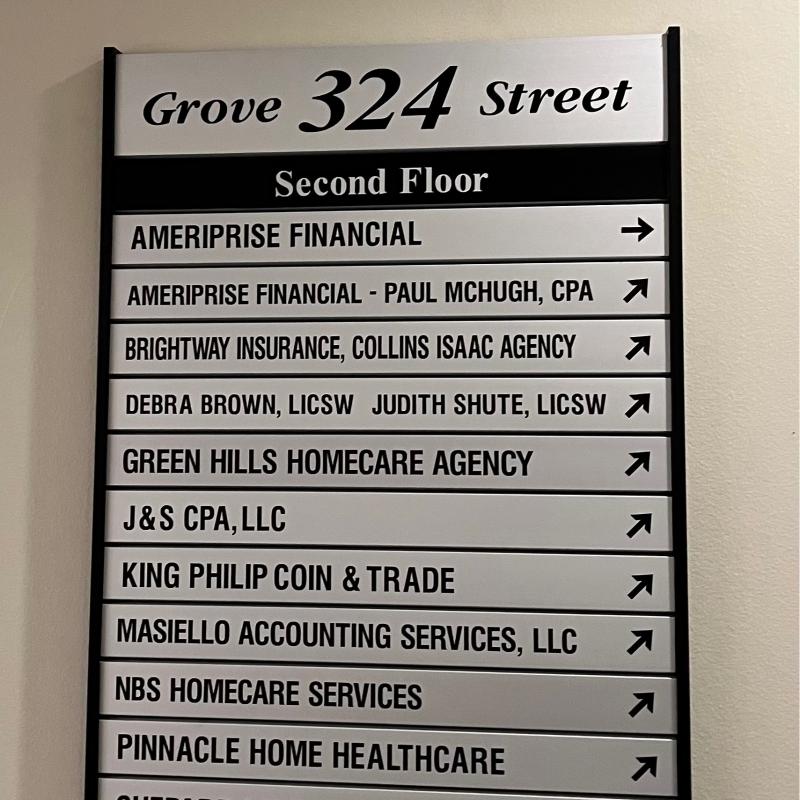 Grove 324 Street
Second Floor
AMERIPRISE FINANCIAL →
AMERIPRISE FINANCIAL - PAUL MCHUGH, CPA ↗
BRIGHTWAY INSURANCE, COLLINS ISAAC AGENCY ↗
DEBRA BROWN, LICSW JUDITH SHUTE, LICSW ↗
GREEN HILLS HOMECARE AGENCY ↗
J&S CPA, LLC ↗
KING PHILIP COIN & TRADE ↗
MASIELLO ACCOUNTING SERVICES, LLC ↗
NBS HOMECARE SERVICES ↗
PINNACLE HOME HEALTHCARE ↗